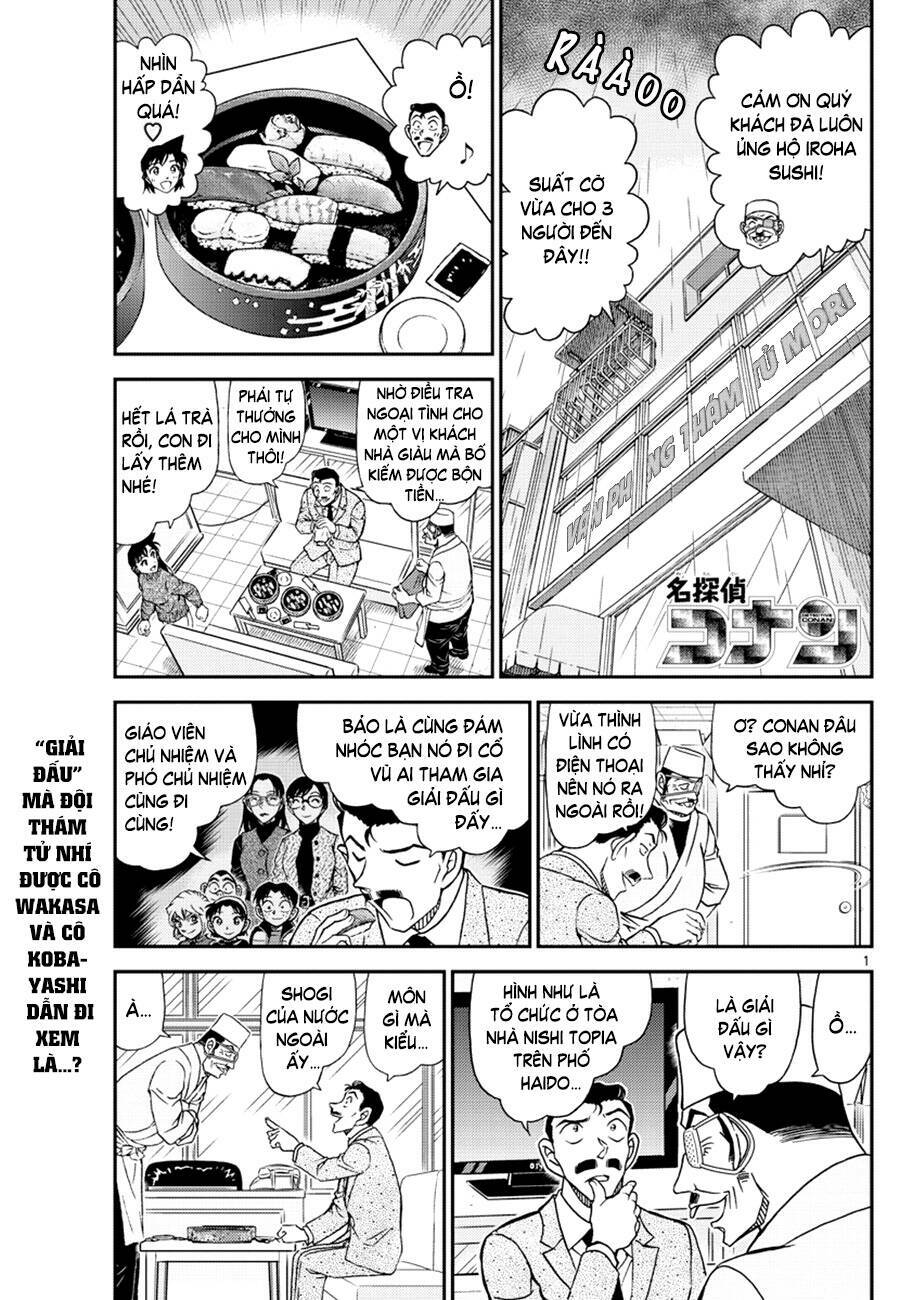 RÀÀOO
CẢM ƠN QUÝ
KHÁCH ĐÃ LUÔN
ỦNG HỘ IROHA
SUSHI!
SUẤT CỠ
VỪA CHO 3
NGƯỜI ĐẾN
ĐÂY!!
VĂN PHÒNG THÁM TỬ MORI
名探偵
コナン
DETECTIVE
CONAN
Ồ!
NHÌN
HẤP DẪN
QUÁ!
NHỜ ĐIỀU TRA
NGOẠI TÌNH CHO
MỘT VỊ KHÁCH
NHÀ GIÀU MÀ BỐ
KIẾM ĐƯỢC BỘN
TIỀN...
PHẢI TỰ
THƯỞNG
CHO MÌNH
THÔI!
HẾT LÁ TRÀ
RỒI, CON ĐI
LẤY THÊM
NHÉ!
Ơ? CONAN ĐÂU
SAO KHÔNG
THẤY NHỈ?
VỪA THÌNH
LÌNH CÓ
ĐIỆN THOẠI
NÊN NÓ RA
NGOÀI RỒI!
BẢO LÀ CÙNG ĐÁM
NHÓC BẠN NÓ ĐI CỔ
VŨ AI THAM GIA
GIẢI ĐẤU GÌ
ĐẤY...
GIÁO VIÊN
CHỦ NHIỆM VÀ
PHÓ CHỦ NHIỆM
CŨNG ĐI
CÙNG!
1
Ồ...
LÀ GIẢI
ĐẤU GÌ
VẬY?
HÌNH NHƯ LÀ
TỔ CHỨC Ở TÒA
NHÀ NISHI TOPIA
TRÊN PHỐ
HAIDO...
MÔN
GÌ MÀ
KIỂU...
SHOGI
CỦA NƯỚC
NGOÀI
ẤY...
À...
“GIẢI
ĐẤU”
MÀ ĐỘI
THÁM
TỬ NHÍ
ĐƯỢC CÔ
WAKASA
VÀ CÔ
KOBA-
YASHI
DẪN ĐI
XEM
LÀ...?